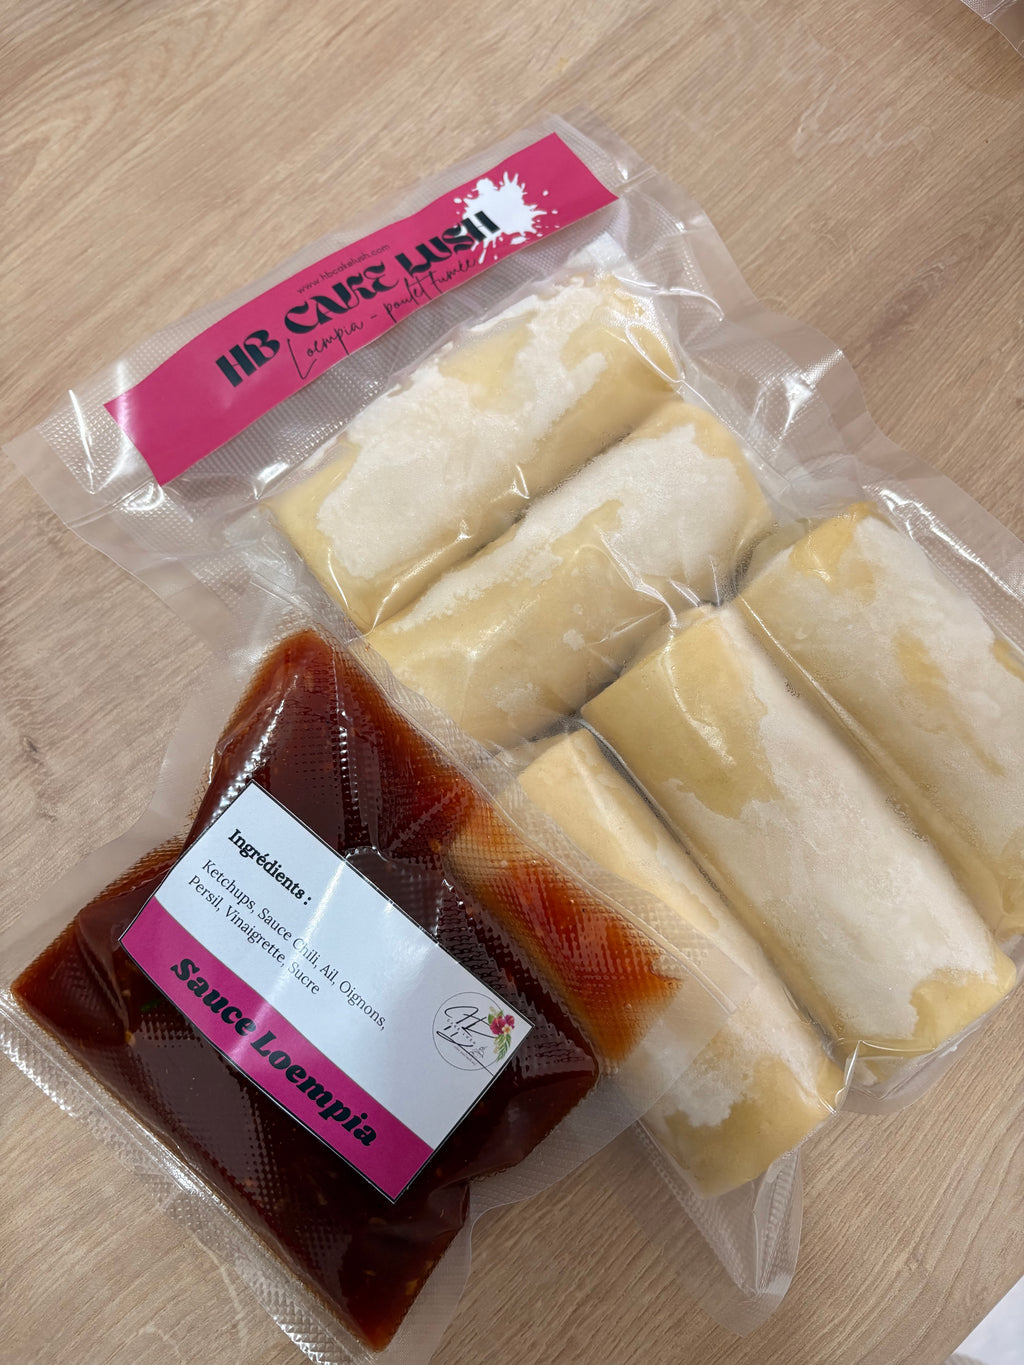 www.hbcakelush.com
HB CAKE LUSH
Loempia - poulet fumée
Ingrédients :
Ketchups, Sauce Chili, Ail, Oignons,
Persil, Vinaigrette, Sucre
Sauce Loempia